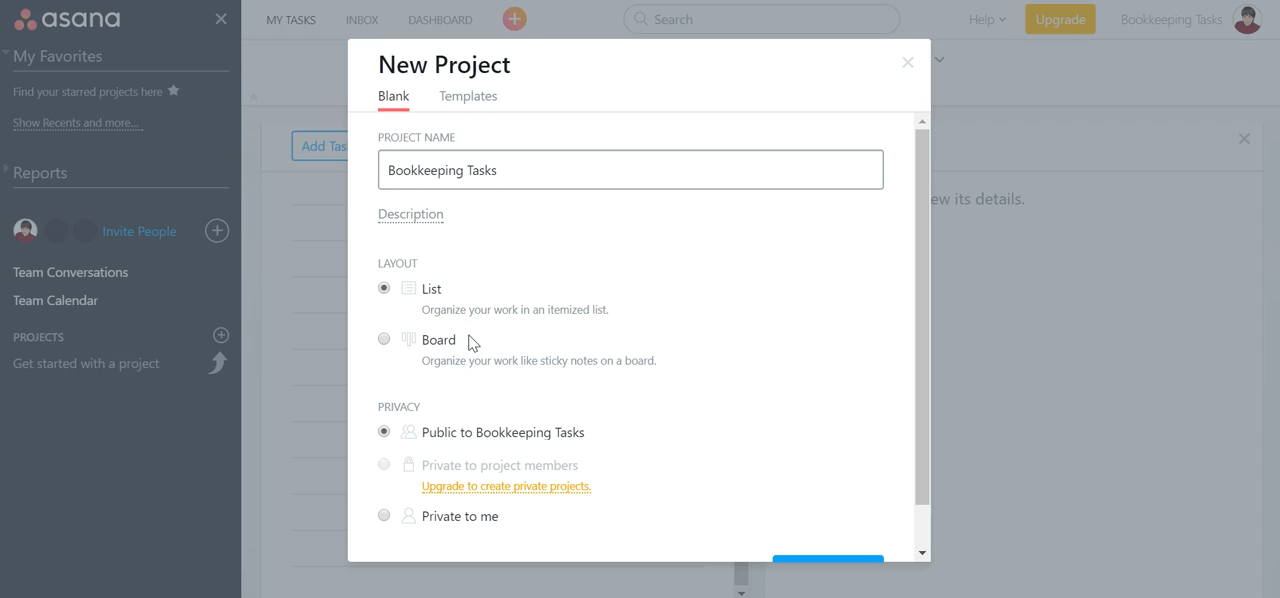 asana
MY TASKS
INBOX
DASHBOARD
Search
Help
Upgrade
Bookkeeping Tasks
My Favorites
Find your starred projects here
Show Recents and more...
Reports
Invite People
Team Conversations
Team Calendar
PROJECTS
Get started with a project
Add Tas
ew its details.
New Project
Blank
Templates
PROJECT NAME
Bookkeeping Tasks
Description
LAYOUT
List
Organize your work in an itemized list.
Board
Organize your work like sticky notes on a board.
PRIVACY
Public to Bookkeeping Tasks
Private to project members
Upgrade to create private projects.
Private to me